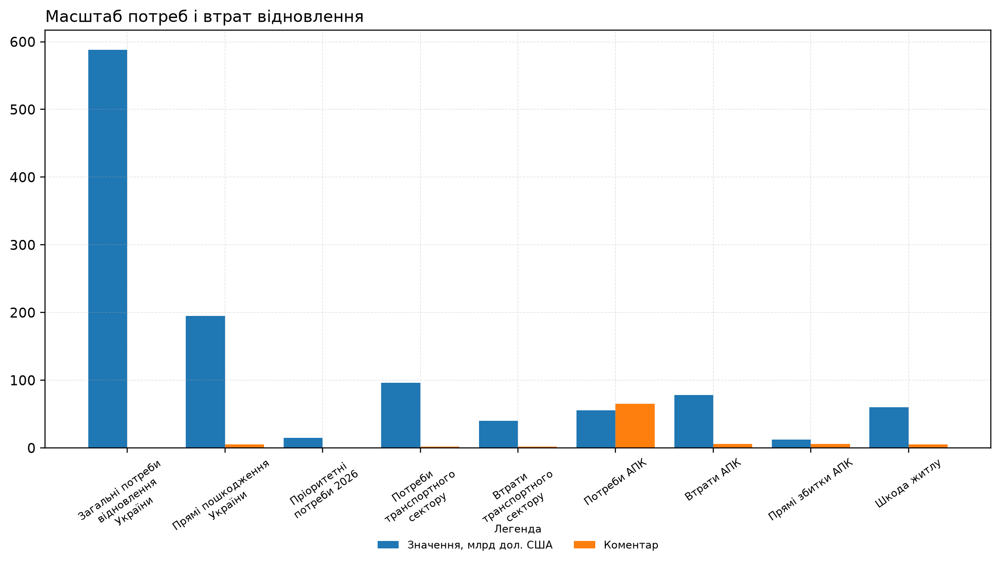 Масштаб потреб і втрат відновлення
600
500
400
300
200
100
0
Загальні потреби
відновлення
України
Прямі пошкодження
України
Пріоритетні
потреби 2026
Потреби
транспортного
сектору
Втрати
транспортного
сектору
Потреби АПК
Втрати АПК
Прямі збитки АПК
Шкода житлу
Легенда
Значення, млрд дол. США
Коментар